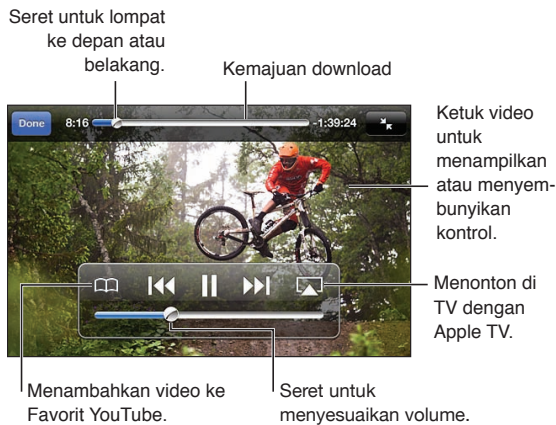 Seret untuk lompat
ke depan atau
belakang.
Kemajuan download
Done
8:16
-1:39:24
Ketuk video
untuk
menampilkan
atau menyem-
bunyikan
kontrol.
Menonton di
TV dengan
Apple TV.
Menambahkan video ke
Favorit YouTube.
Seret untuk
menyesuaikan volume.